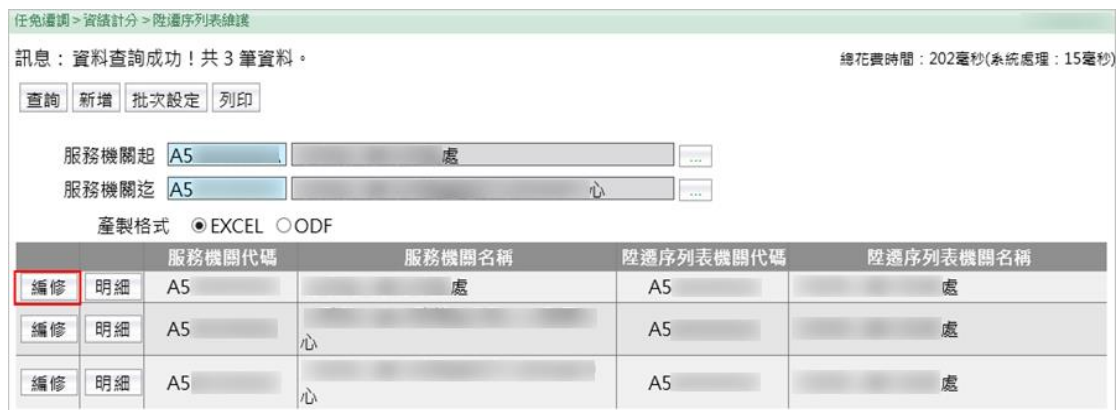 任免遷調>資績計分>陞遷序列表維護
訊息：資料查詢成功！共 3 筆資料。 總花費時間：202毫秒(系統處理：15毫秒)
查詢 新增 批次設定 列印
服務機關起 A5 處 ...
服務機關迄 A5 心 ...
產製格式 EXCEL ODF
服務機關代碼 服務機關名稱 陞遷序列表機關代碼 陞遷序列表機關名稱
編修 明細 A5 處 A5 處
編修 明細 A5 心 A5 處
編修 明細 A5 心 A5 處